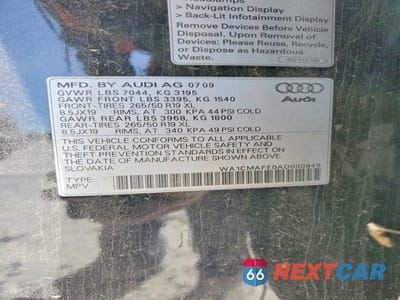 > Navigation Display
> Back-Lit Infotainment Display
Remove Devices Before Vehicle
Disposal. Upon Removal Please
Reuse, Recycle, or
Dispose as Hazardous
Waste.
MFD. BY AUDI AG 07 09
GVWR LBS 7044, KG 3195
GAWR FRONT LBS 3395, KG 1540
FRONT-TIRES 265/50 R19 XL
8.5JX19 RIMS, AT 300 KPA 44 PSI COLD
GAWR REAR LBS 3968, KG 1800
REAR-TIRES 265/50 R19 XL
8.5JX19 RIMS, AT 340 KPA 49 PSI COLD
THIS VEHICLE CONFORMS TO ALL APPLICABLE
U.S. FEDERAL MOTOR VEHICLE SAFETY
STANDARDS IN EFFECT ON THE DATE OF
MANUFACTURE SHOWN ABOVE.
SLOVAKIA
WA1CMAFE0AD000949
TYPE:
MPV
Audi
66 NEXTCAR